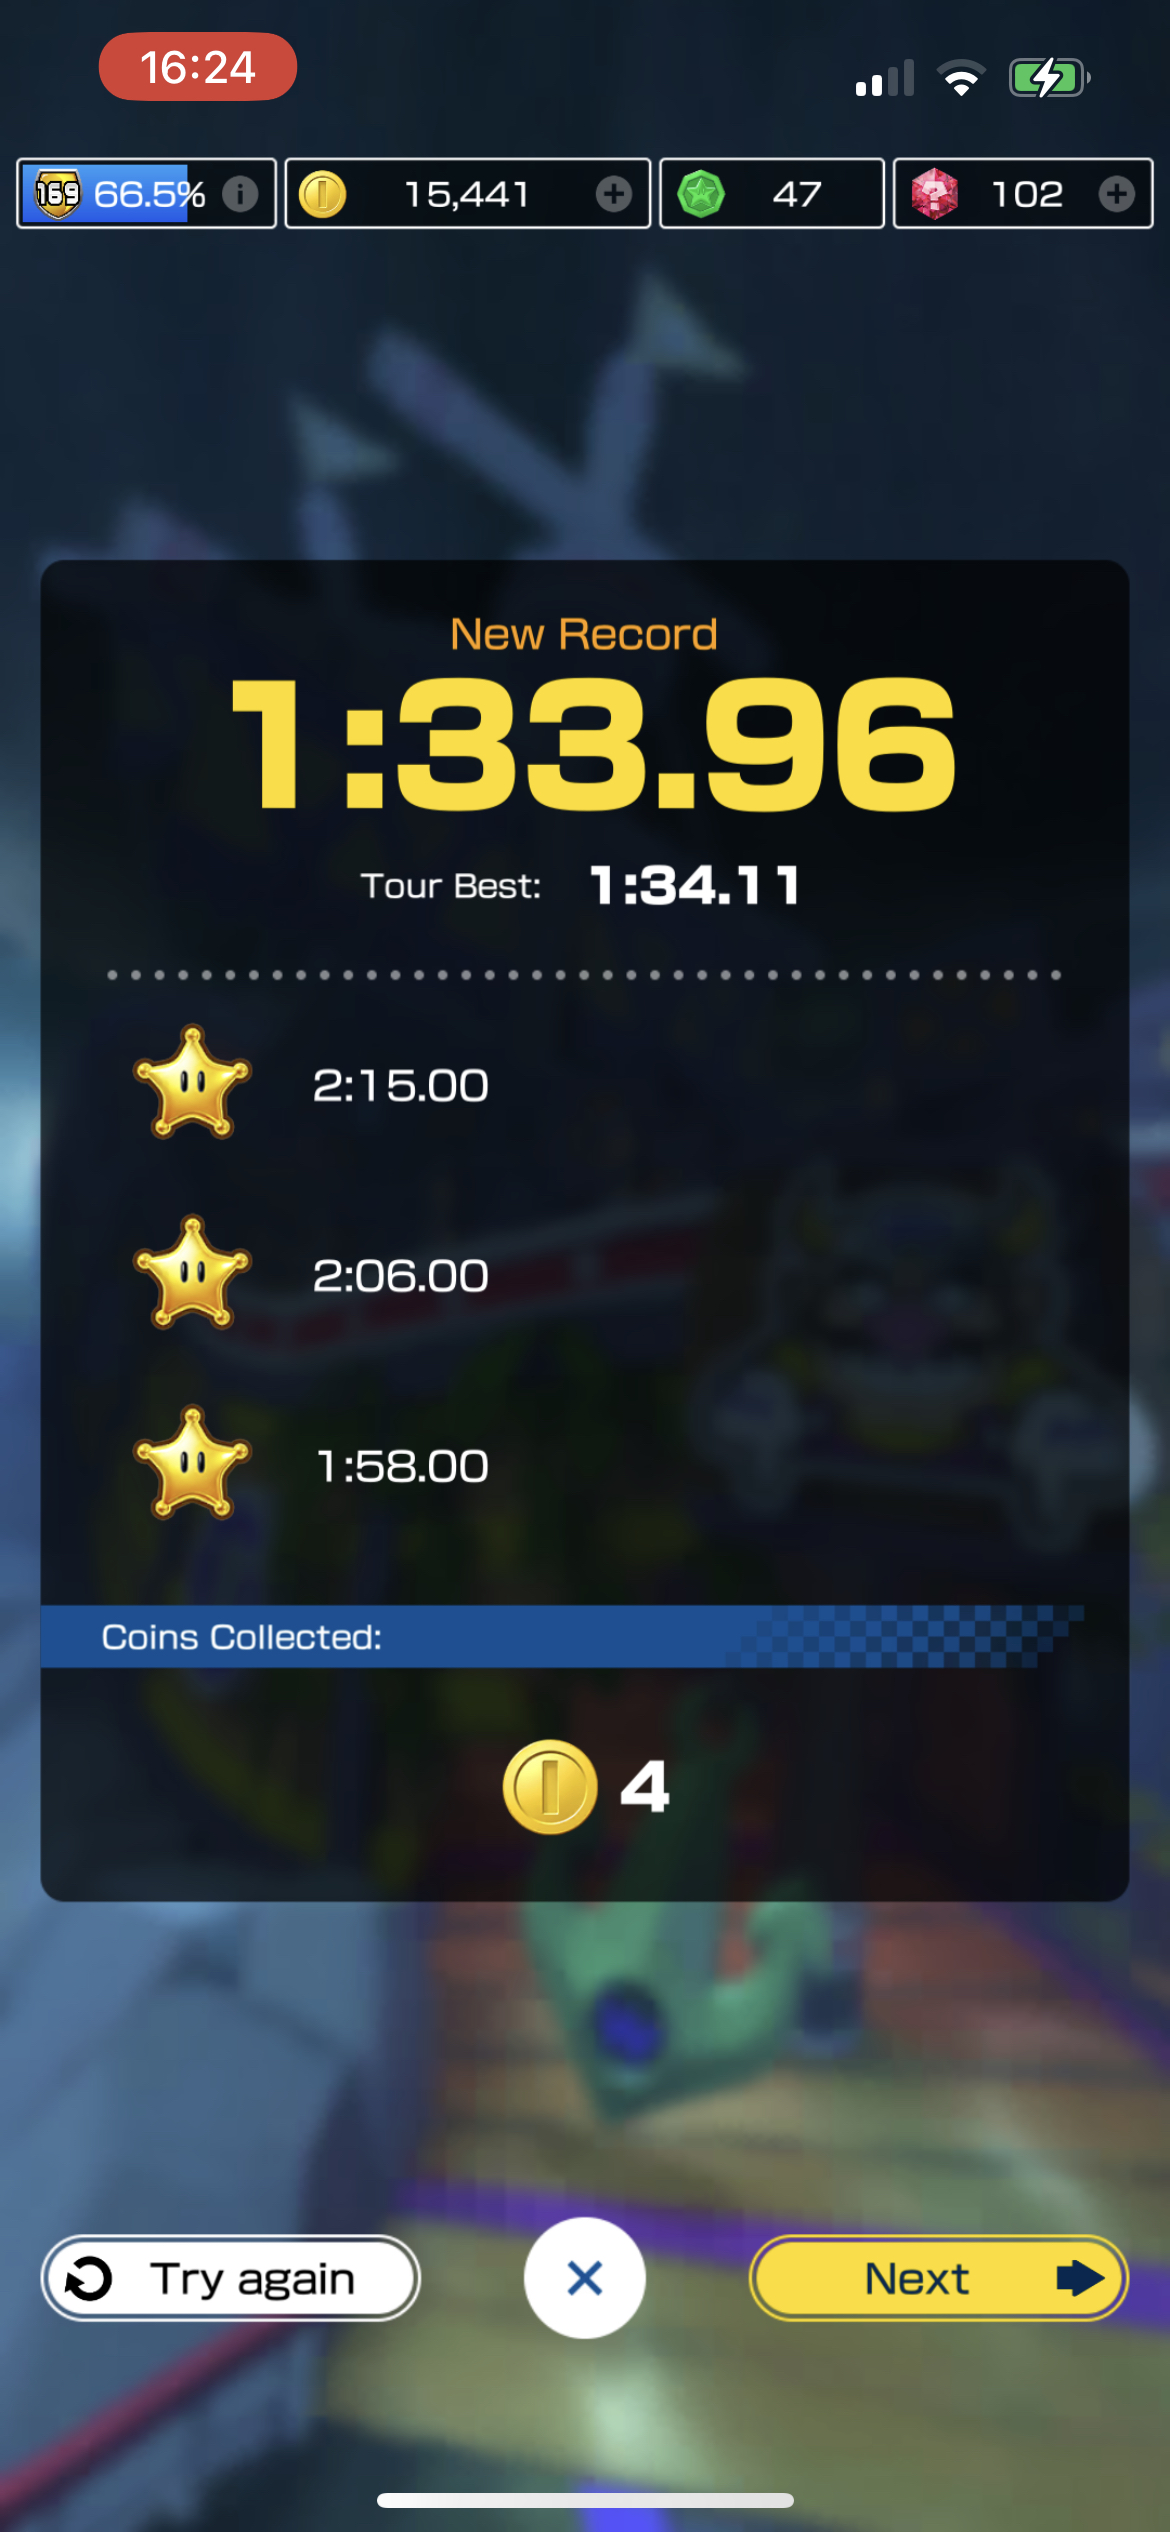 16:24
169 66.5% i 15,441 + 47 ? 102 +
New Record
1:33.96
Tour Best: 1:34.11
2:15.00
2:06.00
1:58.00
Coins Collected:
4
Try again × Next